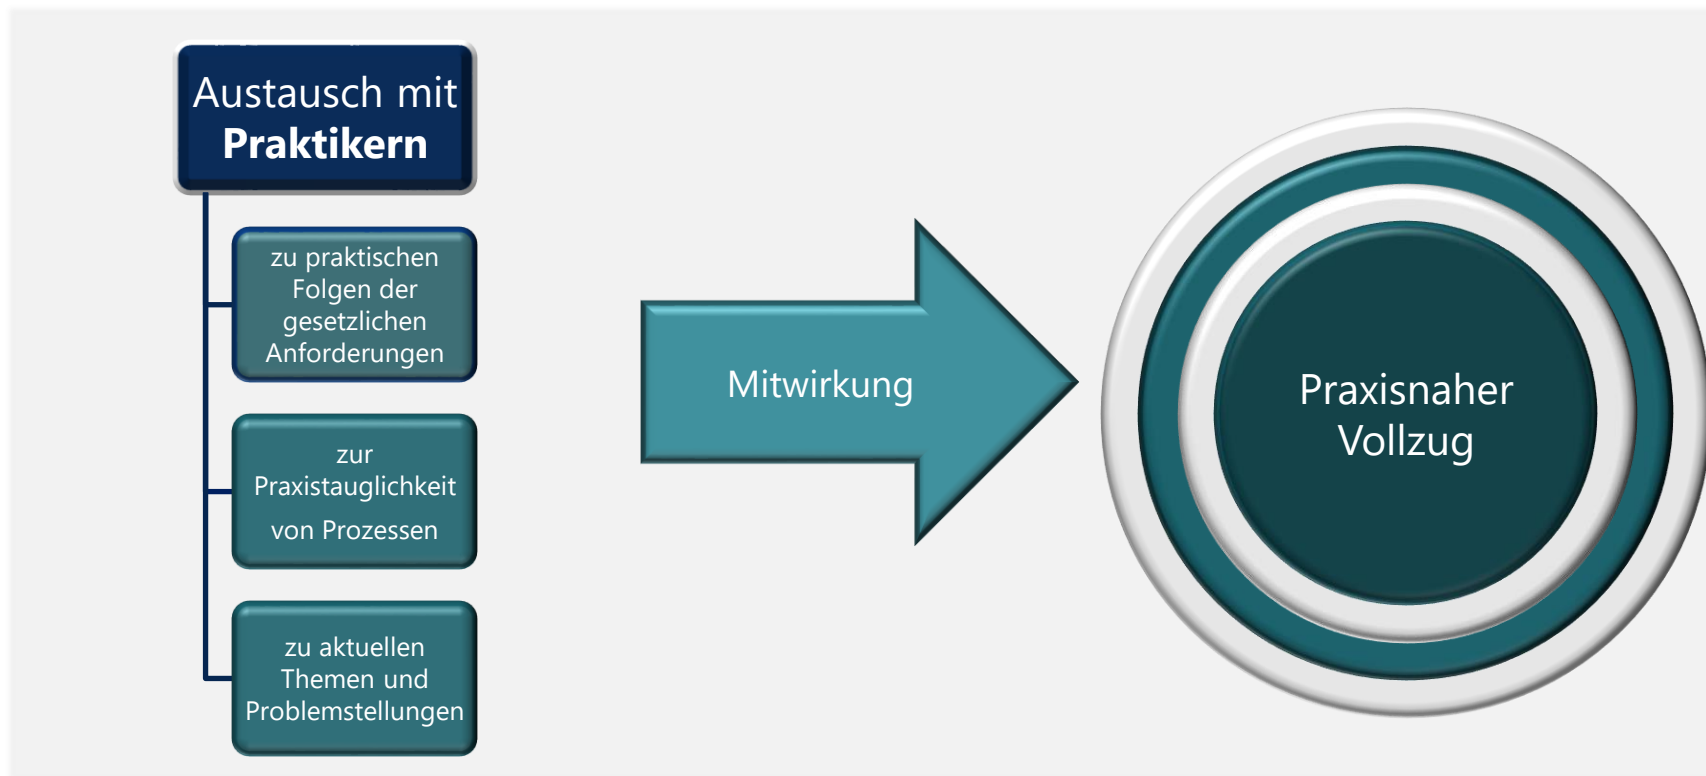 Austausch mit
Praktikern
zu praktischen
Folgen der
gesetzlichen
Anforderungen
zur
Praxistauglichkeit
von Prozessen
zu aktuellen
Themen und
Problemstellungen
Mitwirkung
Praxisnaher
Vollzug